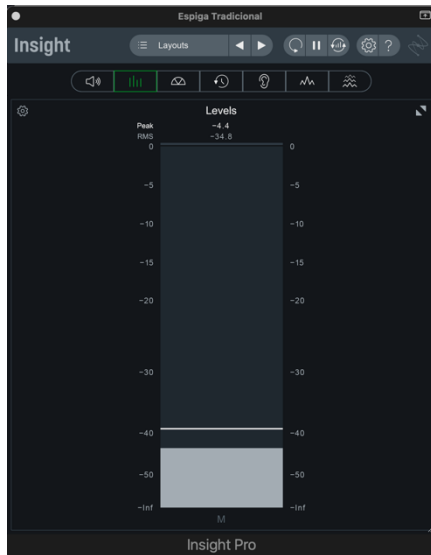 Espiga Tradicional
Insight Layouts ?
Levels
Peak -4.4
RMS -34.8
0 0
-5 -5
-10 -10
-15 -15
-20 -20
-30 -30
-40 -40
-50 -50
-Inf -Inf
M
Insight Pro